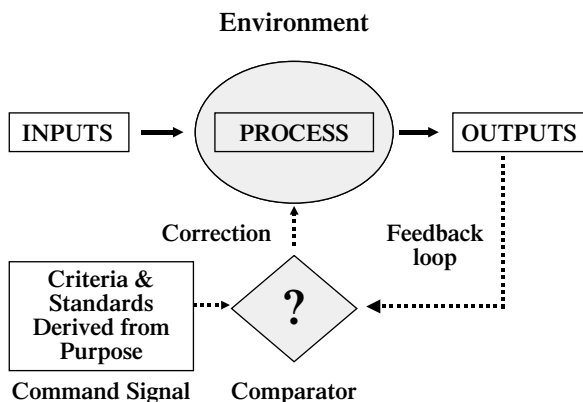 Environment
INPUTS
PROCESS
OUTPUTS
Correction
Feedback
loop
Criteria &
Standards
Derived from
Purpose
?
Command Signal
Comparator